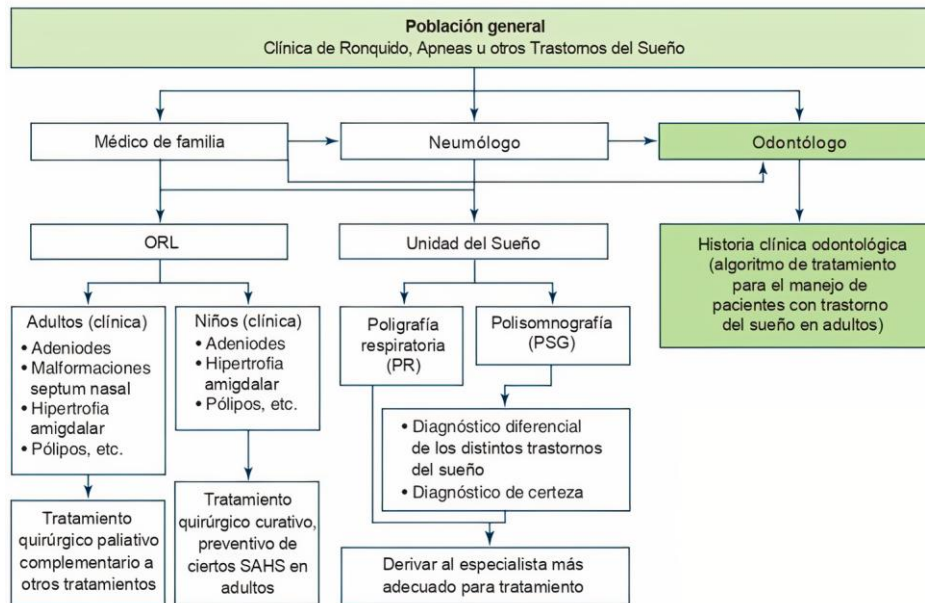 Población general
Clínica de Ronquido, Apneas u otros Trastornos del Sueño
Médico de familia
Neumólogo
Odontólogo
ORL
Unidad del Sueño
Historia clínica odontológica
(algoritmo de tratamiento
para el manejo de
pacientes con trastorno
del sueño en adultos)
Adultos (clínica)
• Adeniodes
• Malformaciones
septum nasal
• Hipertrofia
amigdalar
• Pólipos, etc.
Niños (clínica)
• Adeniodes
• Hipertrofia
amigdalar
• Pólipos, etc.
Poligrafía
respiratoria
(PR)
Polisomnografía
(PSG)
• Diagnóstico diferencial
de los distintos trastornos
del sueño
• Diagnóstico de certeza
Tratamiento
quirúrgico paliativo
complementario a
otros tratamientos
Tratamiento
quirúrgico curativo,
preventivo de
ciertos SAHS en
adultos
Derivar al especialista más
adecuado para tratamiento